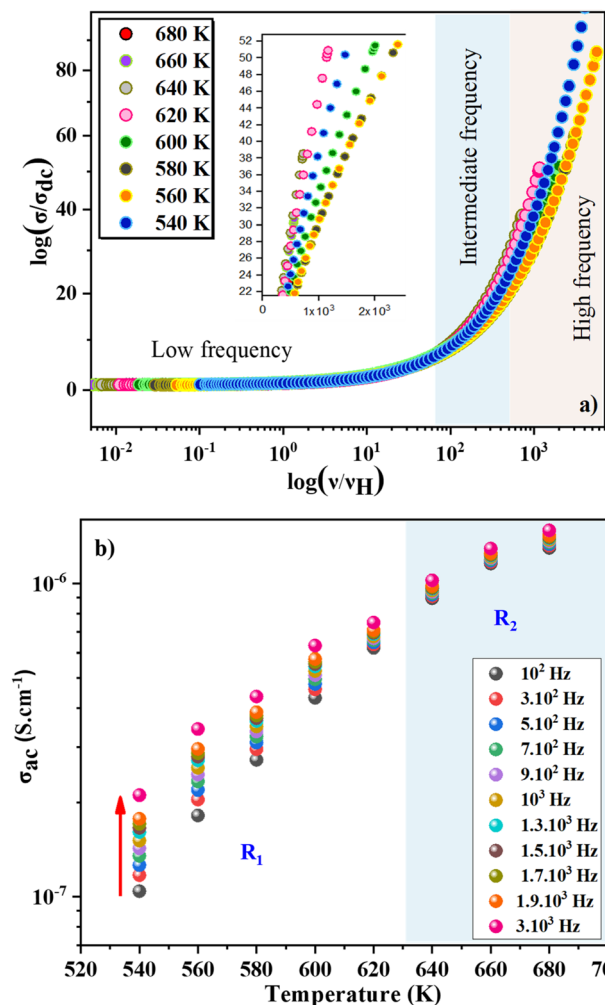 680 K
660 K
640 K
620 K
600 K
580 K
560 K
540 K
52
50
48
46
44
42
40
38
36
34
32
30
28
26
24
22
0
1×10³
2×10³
80
60
40
20
0
log(σ/σdc)
Low frequency
Intermediate frequency
High frequency
a)
10⁻²
10⁻¹
10⁰
10¹
10²
10³
log(ν/νH)
b)
10⁻⁶
10⁻⁷
σac (S.cm⁻¹)
R₁
R₂
10² Hz
3.10² Hz
5.10² Hz
7.10² Hz
9.10² Hz
10³ Hz
1.3.10³ Hz
1.5.10³ Hz
1.7.10³ Hz
1.9.10³ Hz
3.10³ Hz
520 540 560 580 600 620 640 660 680 70
Temperature (K)